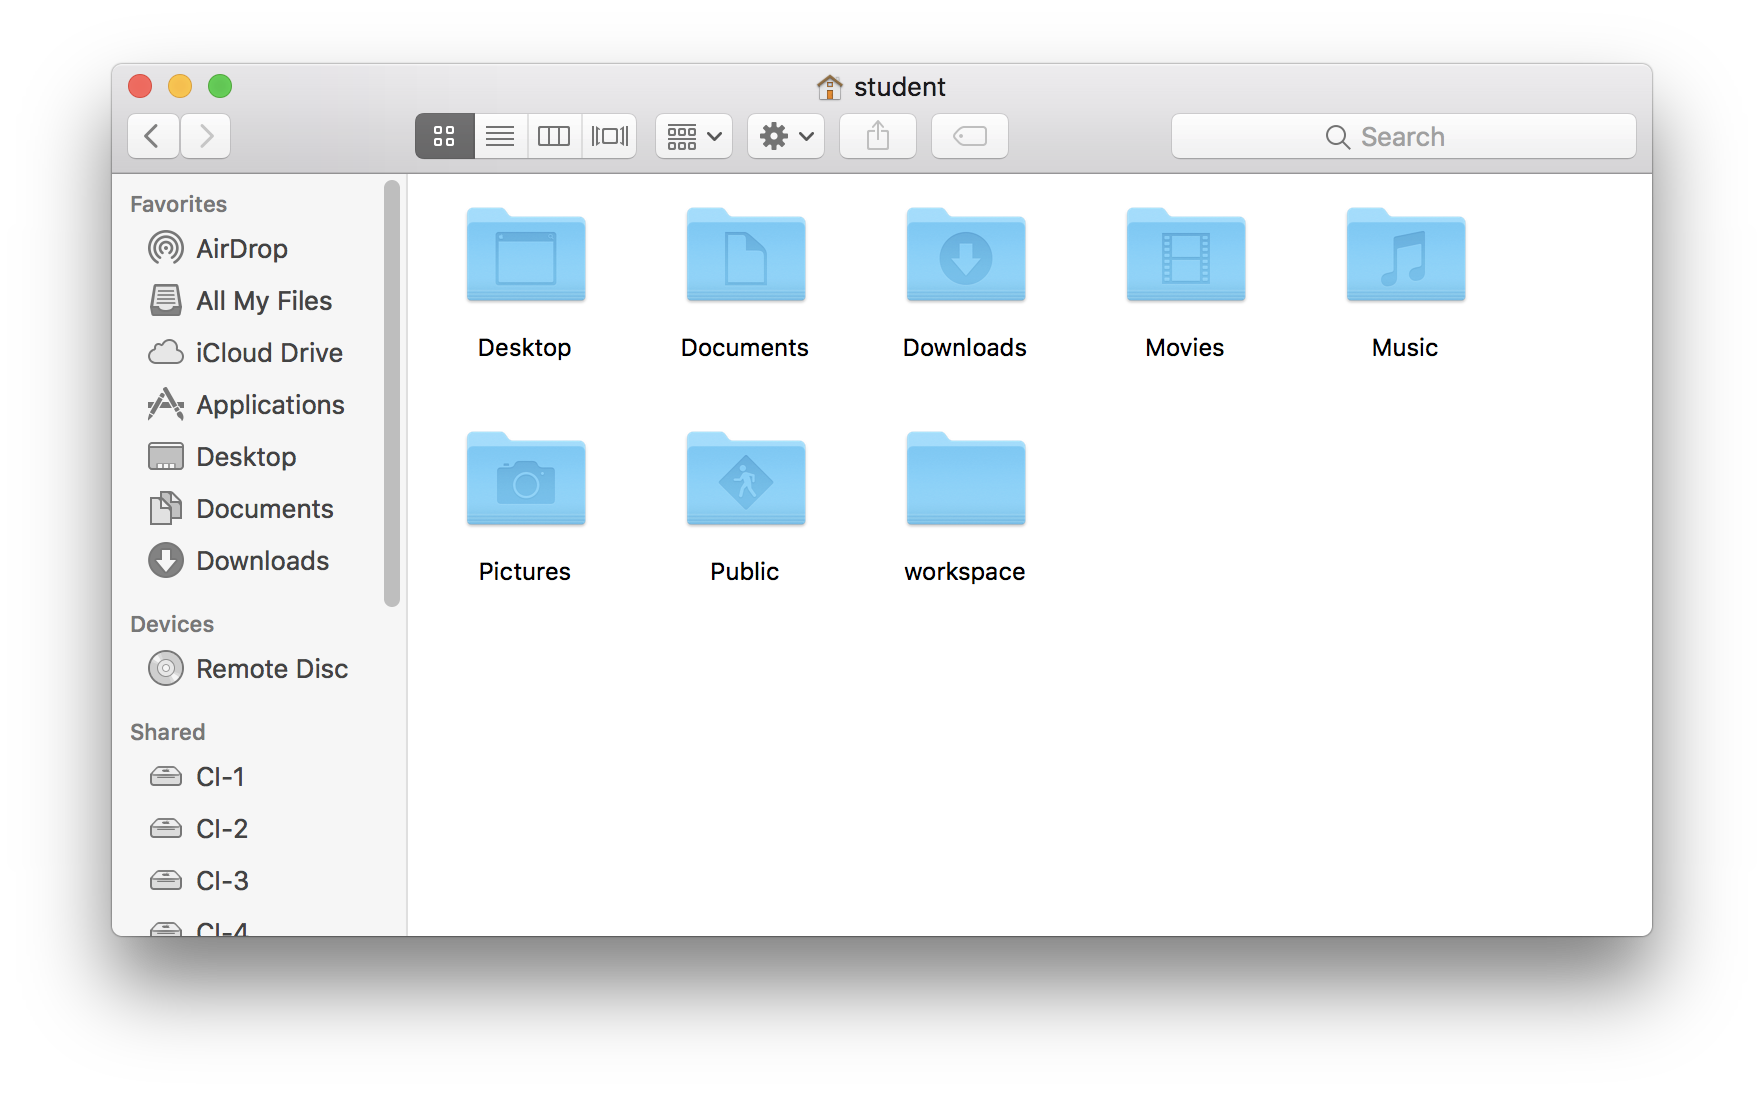 student
Search
Favorites
AirDrop
All My Files
iCloud Drive
Applications
Desktop
Documents
Downloads
Devices
Remote Disc
Shared
CI-1
CI-2
CI-3
CI-4
Desktop
Documents
Downloads
Movies
Music
Pictures
Public
workspace